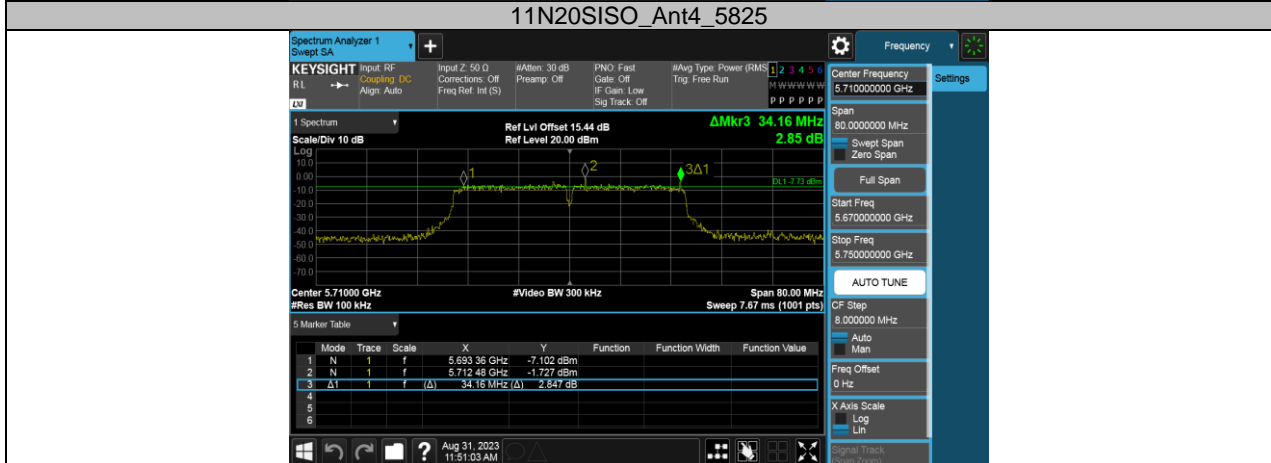 11N20SISO_Ant4_5825
Spectrum Analyzer 1
Swept SA
+
Frequency
KEYSIGHT Input: RF Input Z: 50 Ω #Atten: 30 dB PNO: Fast #Avg Type: Power (RMS 1 2 3 4 5 6
RL Coupling: DC Corrections: Off Preamp: Off Gate: Off Trig: Free Run M W W W W W
Align: Auto Freq Ref: Int (S) IF Gain: Low
Sig Track: Off P P P P P P
LXI
1 Spectrum
Ref Lvl Offset 15.44 dB ΔMkr3 34.16 MHz
Scale/Div 10 dB Ref Level 20.00 dBm 2.85 dB
Log
10.0
0.00
-10.0
-20.0
-30.0
-40.0
-50.0
-60.0
-70.0
1
2
3Δ1
DL1 -7.73 dBm
Center 5.71000 GHz #Video BW 300 kHz Span 80.00 MHz
#Res BW 100 kHz Sweep 7.67 ms (1001 pts)
5 Marker Table
Mode Trace Scale X Y Function Function Width Function Value
1 N 1 f 5.693 36 GHz -7.102 dBm
2 N 1 f 5.712 48 GHz -1.727 dBm
3 Δ1 1 f (Δ) 34.16 MHz (Δ) 2.847 dB
4
5
6
?
Aug 31, 2023
11:51:03 AM
Center Frequency
5.710000000 GHz
Settings
Span
80.0000000 MHz
Swept Span
Zero Span
Full Span
Start Freq
5.670000000 GHz
Stop Freq
5.750000000 GHz
AUTO TUNE
CF Step
8.000000 MHz
Auto
Man
Freq Offset
0 Hz
X Axis Scale
Log
Lin
Signal Track
(Span Zoom)